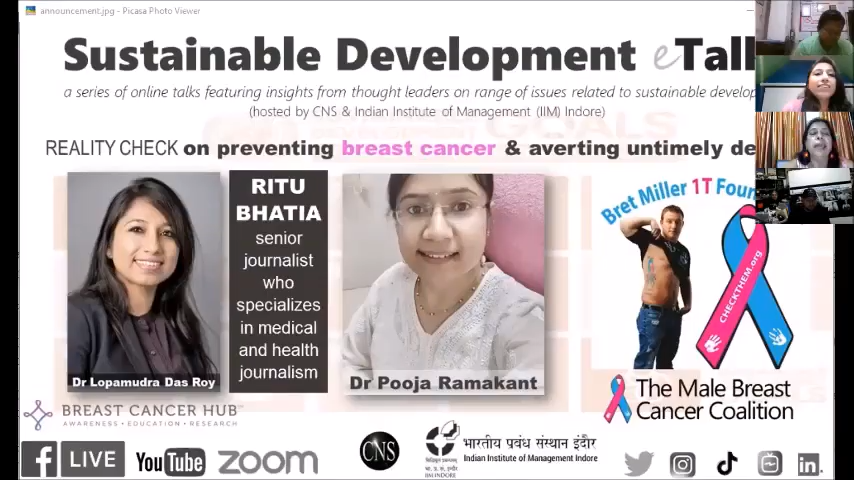 announcement.jpg - Picasa Photo Viewer
Sustainable Development eTal
a series of online talks featuring insights from thought leaders on range of issues related to sustainable develop
(hosted by CNS & Indian Institute of Management (IIM) Indore)
GOALS
REALITY CHECK on preventing breast cancer & averting untimely de
RITU
BHATIA
senior
journalist
who
specializes
in medical
and health
journalism
Dr Lopamudra Das Roy
Dr Pooja Ramakant
Bret Miller 1T Foun
CHECKTHEM.org
The Male Breast
Cancer Coalition
BREAST CANCER HUB
AWARENESS • EDUCATION • RESEARCH
LIVE
YouTube
zoom
CNS
भारतीय प्रबंध संस्थान इंदौर
Indian Institute of Management Indore
in